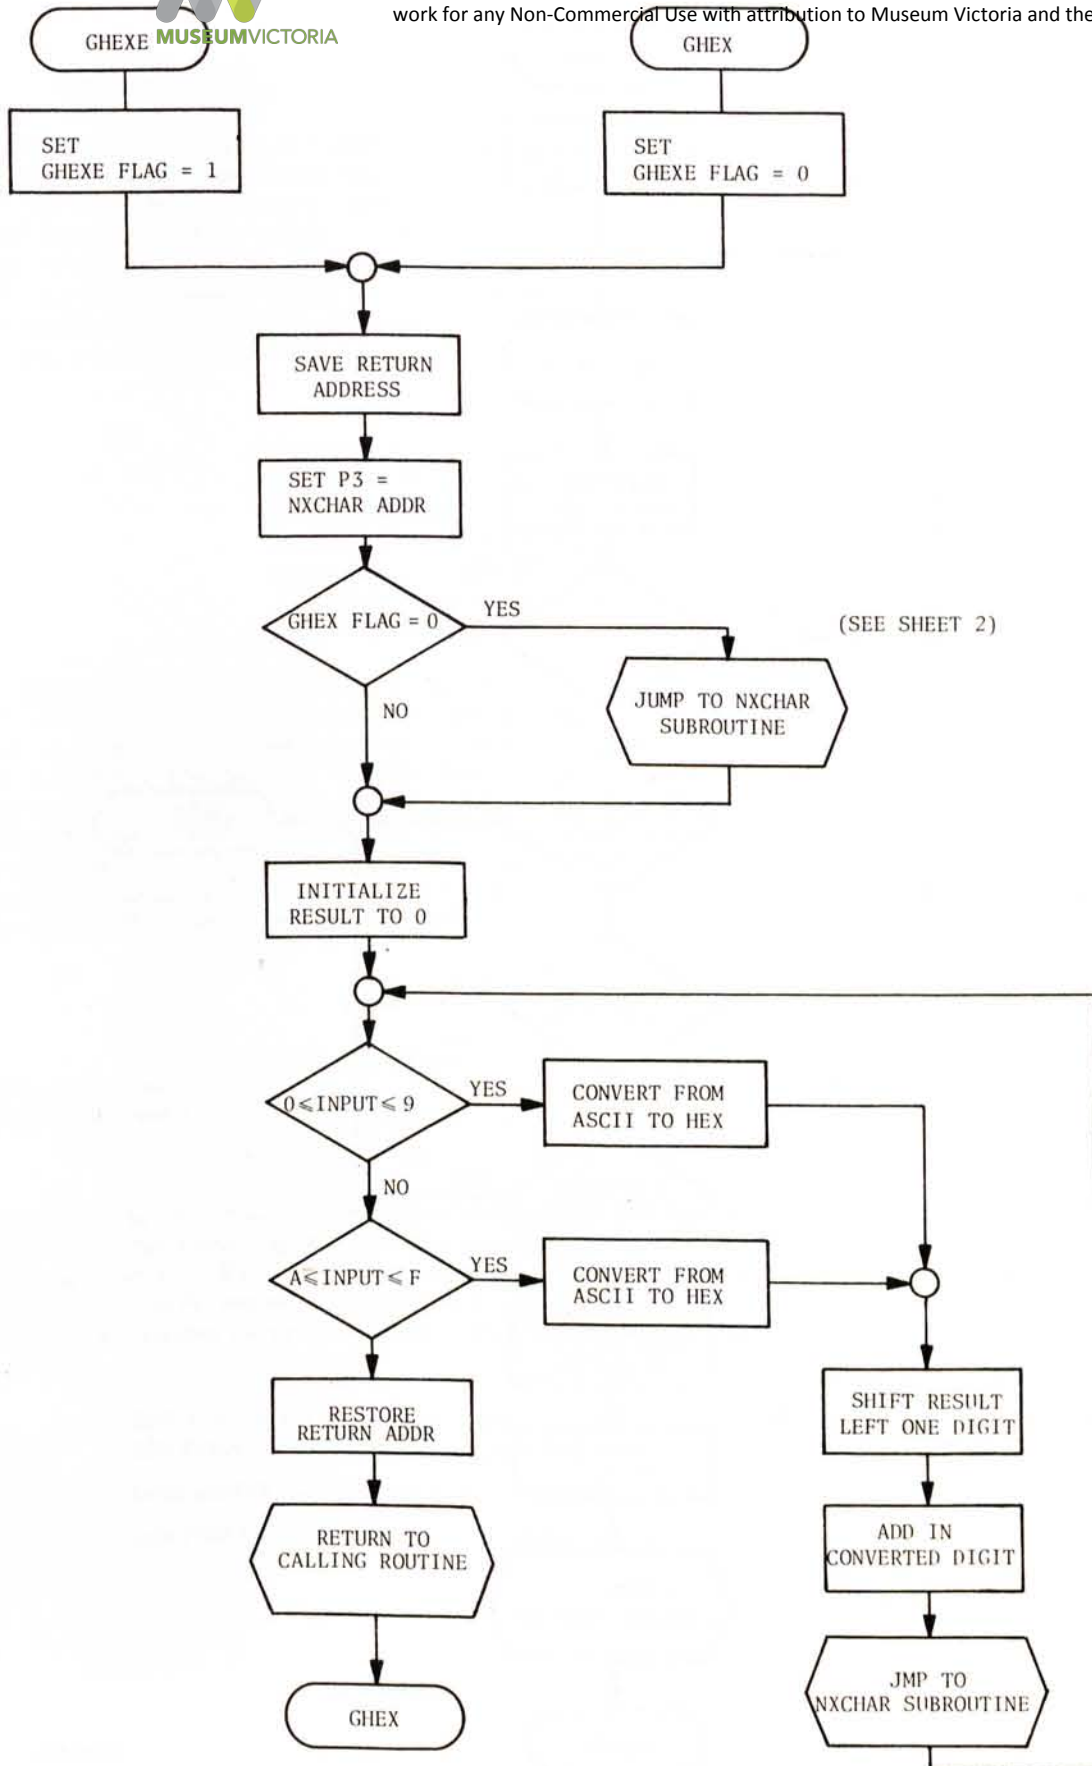 work for any Non-Commercial Use with attribution to Museum Victoria and the
MUSEUMVICTORIA
GHEXE
GHEX
SET
GHEXE FLAG = 1
SET
GHEXE FLAG = 0
SAVE RETURN
ADDRESS
SET P3 =
NXCHAR ADDR
GHEX FLAG = 0
YES
(SEE SHEET 2)
JUMP TO NXCHAR
SUBROUTINE
NO
INITIALIZE
RESULT TO 0
0≤INPUT≤ 9
YES
CONVERT FROM
ASCII TO HEX
NO
A≤INPUT≤ F
YES
CONVERT FROM
ASCII TO HEX
RESTORE
RETURN ADDR
SHIFT RESULT
LEFT ONE DIGIT
RETURN TO
CALLING ROUTINE
ADD IN
CONVERTED DIGIT
GHEX
JMP TO
NXCHAR SUBROUTINE